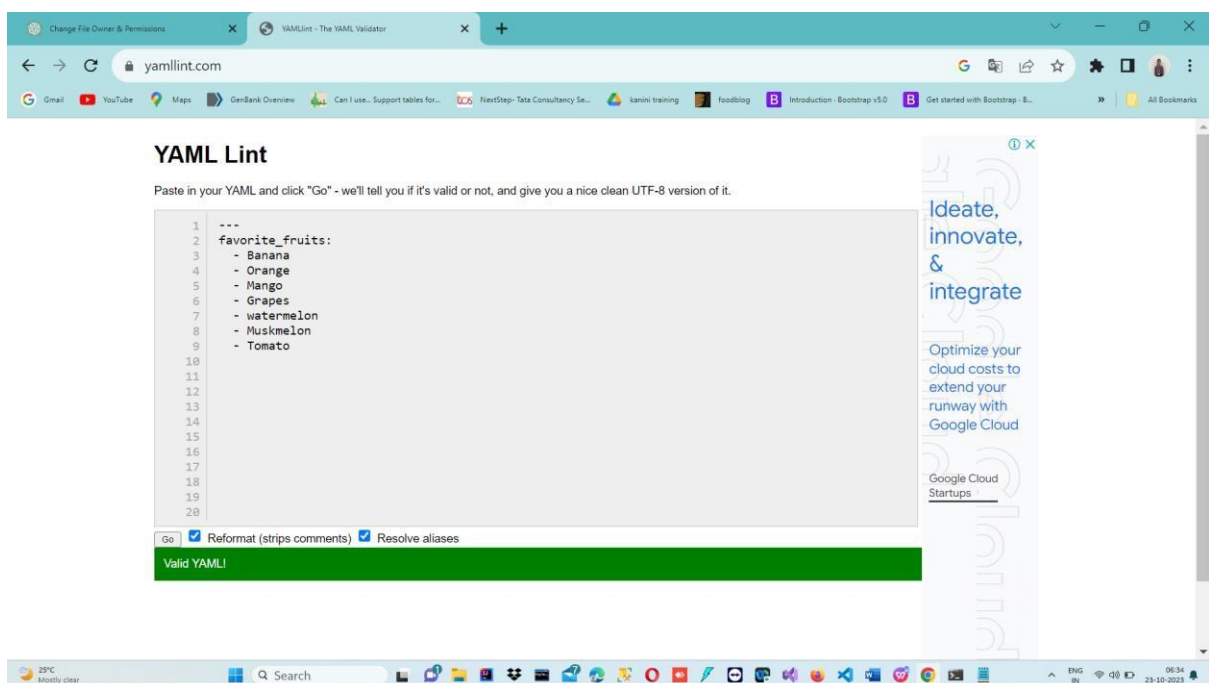 Change File Owner & Permissions
YAMLlint - The YAML Validator
yamllint.com
Gmail
YouTube
Maps
GenBank Overview
Can I use... Support tables for...
NextStep- Tata Consultancy Se...
kanini training
foodblog
Introduction · Bootstrap v5.0
Get started with Bootstrap · B...
All Bookmarks
YAML Lint
Paste in your YAML and click "Go" - we'll tell you if it's valid or not, and give you a nice clean UTF-8 version of it.
1 ---
2 favorite_fruits:
3 - Banana
4 - Orange
5 - Mango
6 - Grapes
7 - watermelon
8 - Muskmelon
9 - Tomato
10
11
12
13
14
15
16
17
18
19
20
Go Reformat (strips comments) Resolve aliases
Valid YAML!
Ideate,
innovate,
&
integrate
Optimize your
cloud costs to
extend your
runway with
Google Cloud
Google Cloud
Startups
25°C
Mostly clear
Search
ENG
IN
06:34
23-10-2023